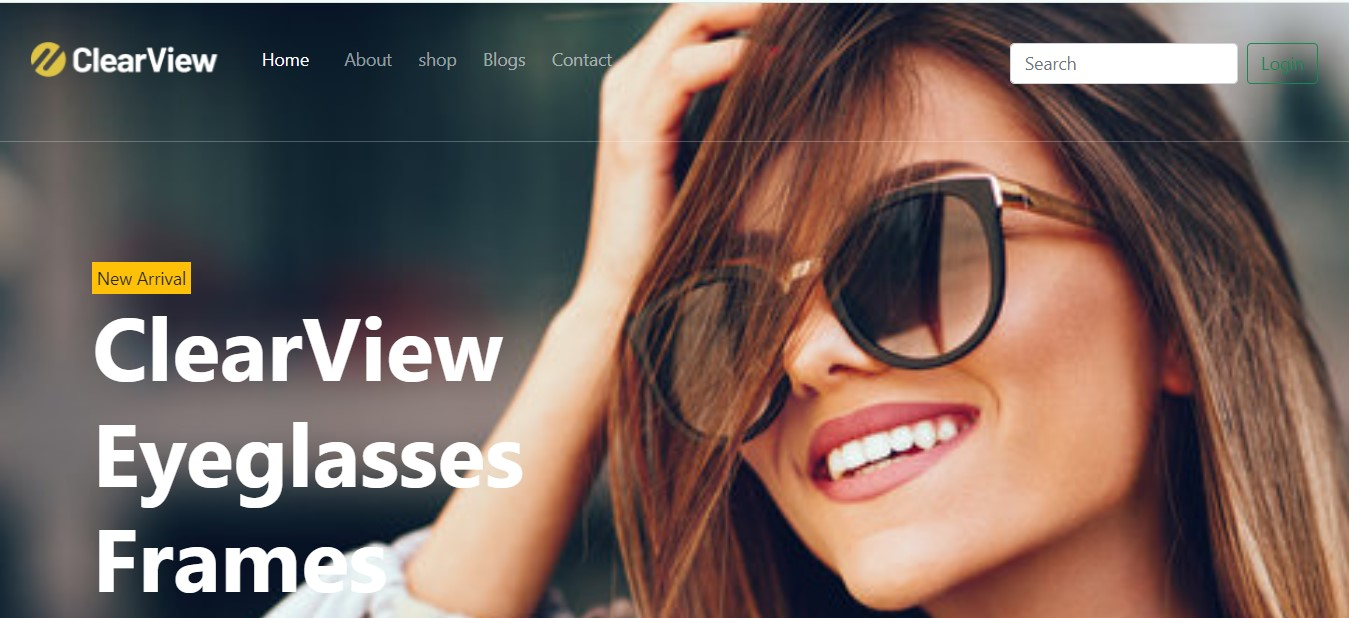 ClearView
Home About shop Blogs Contact
Search
Login
New Arrival
ClearView
Eyeglasses
Frames